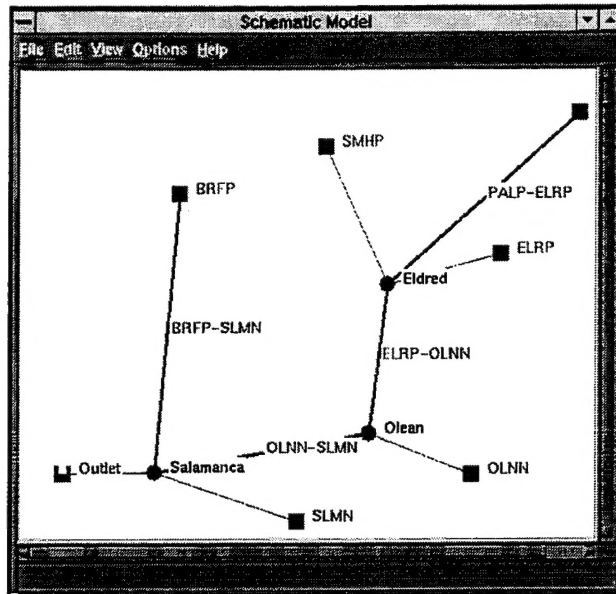 Schematic Model
File Edit View Options Help
SMHP
BRFP
PALP-ELRP
ELRP
Eldred
BRFP-SLMN
ELRP-OLNN
Olean
OLNN-SLMN
Outlet
Salamanca
OLNN
SLMN